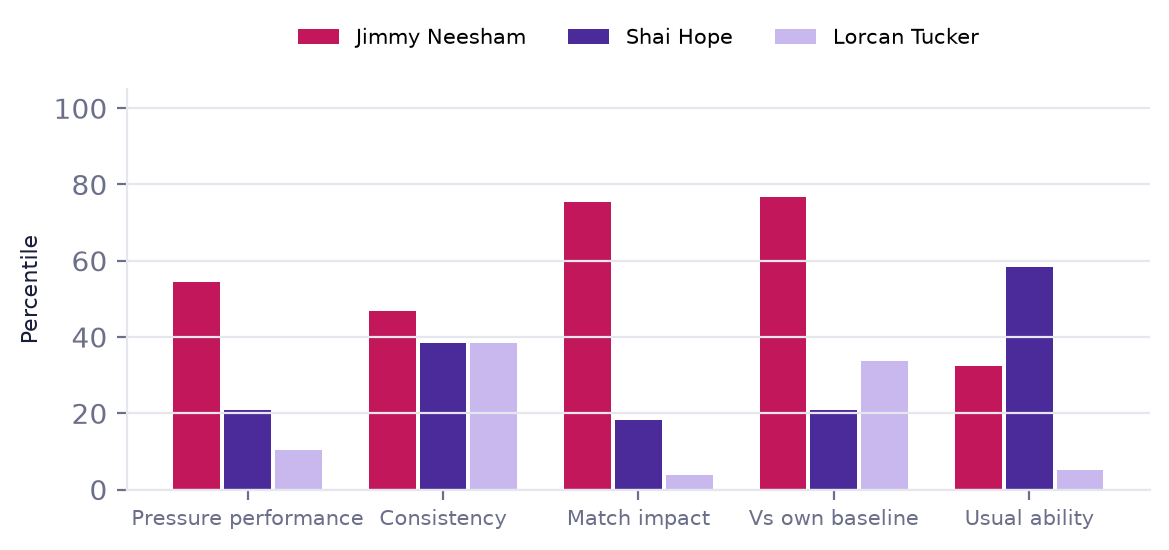 Jimmy Neesham Shai Hope Lorcan Tucker
100
80
60
40
20
0
Percentile
Pressure performance Consistency Match impact Vs own baseline Usual ability